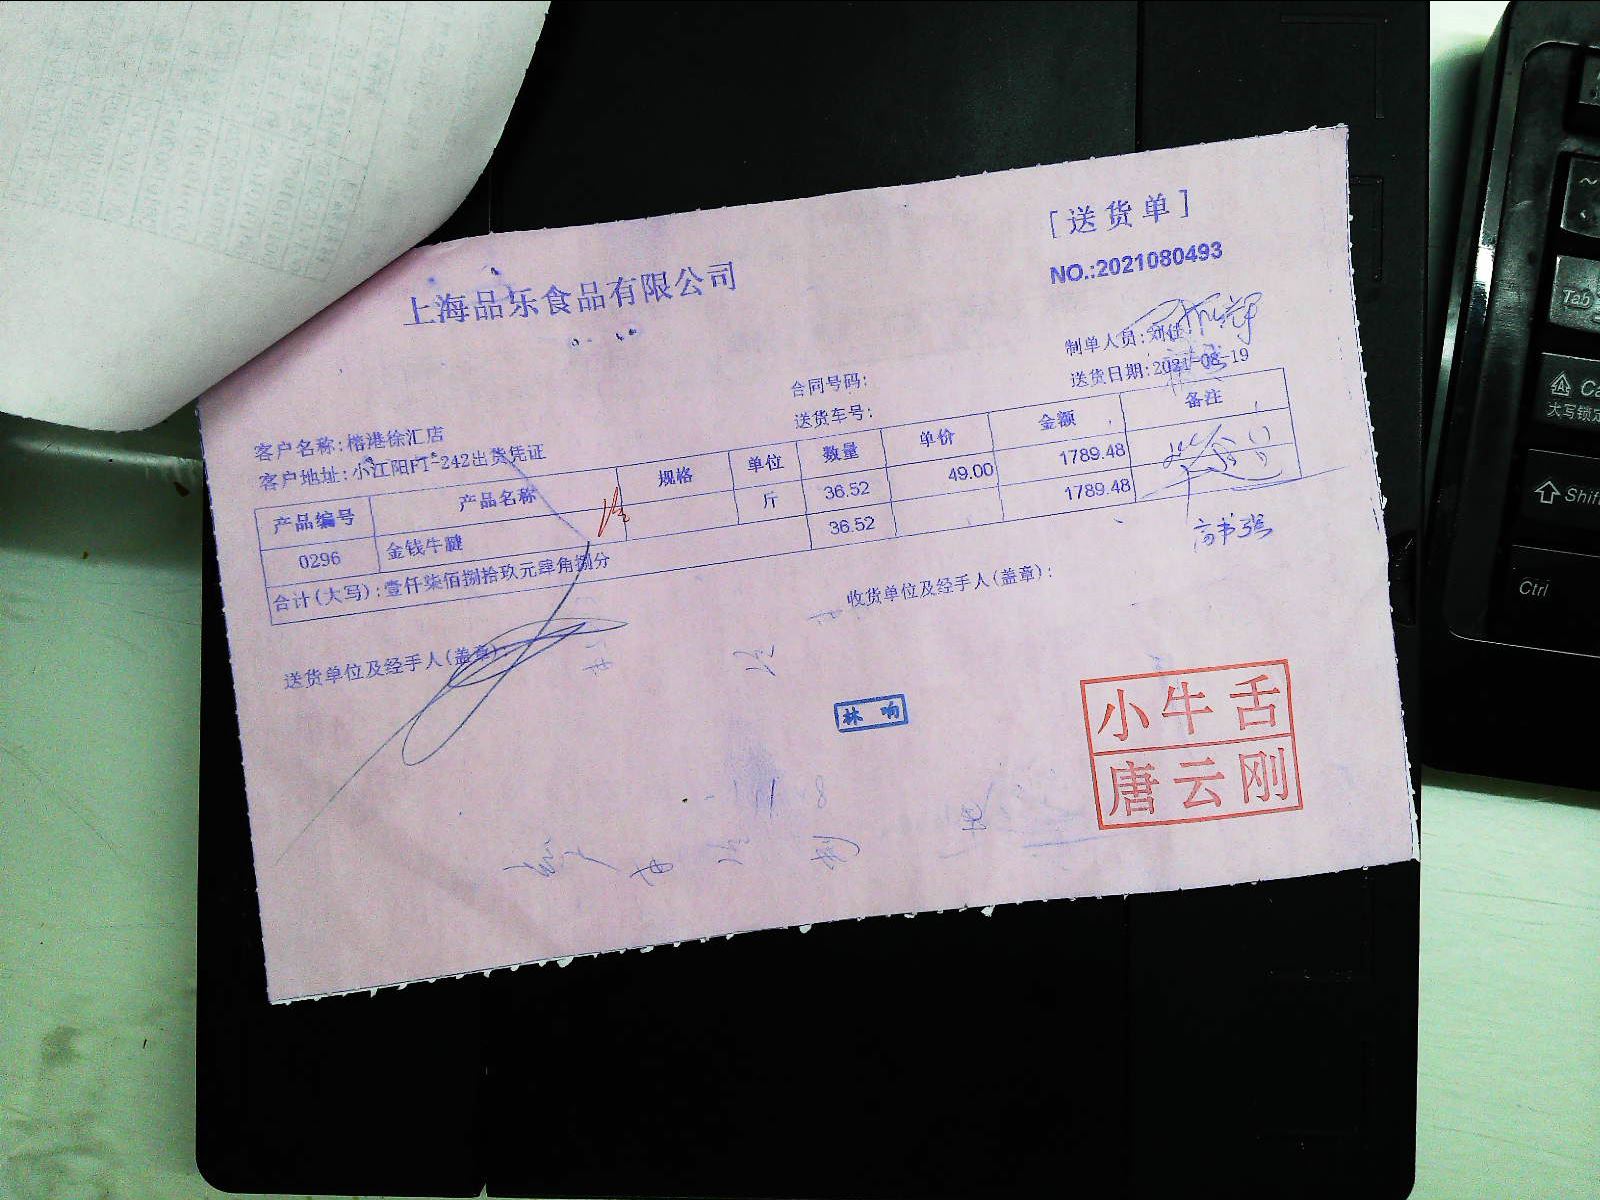 [送货单]
NO.:2021080493
上海品乐食品有限公司
制单人员:刘佳
合同号码:
送货日期:2021-08-19
送货车号:
客户名称:楷港徐汇店
客户地址:小江阳FT-242出货凭证
产品编号 产品名称 规格 单位 数量 单价 金额 备注
0296 金钱牛腱 斤 36.52 49.00 1789.48
合计(大写):壹仟柒佰捌拾玖元肆角捌分 36.52 1789.48
高书强
送货单位及经手人(盖章): 收货单位及经手人(盖章):
林响
小牛舌
唐云刚
Tab
Ca
大写锁定
Shif
Ctrl